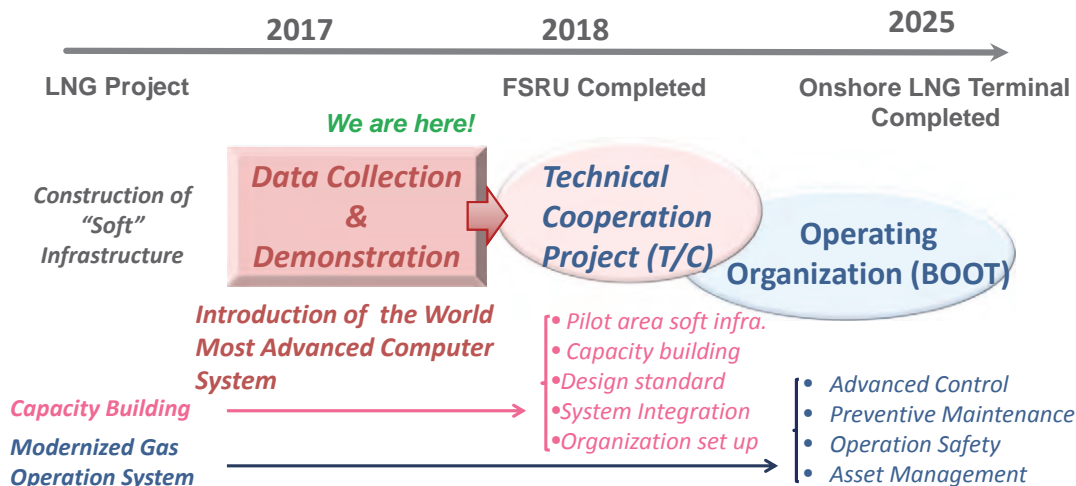 2017
2018
2025
LNG Project
FSRU Completed
Onshore LNG Terminal
Completed
We are here!
Construction of
“Soft”
Infrastructure
Data Collection
&
Demonstration
Technical
Cooperation
Project (T/C)
Operating
Organization (BOOT)
Introduction of the World
Most Advanced Computer
System
• Pilot area soft infra.
• Capacity building
• Design standard
• System Integration
• Organization set up
Capacity Building
Modernized Gas
Operation System
• Advanced Control
• Preventive Maintenance
• Operation Safety
• Asset Management